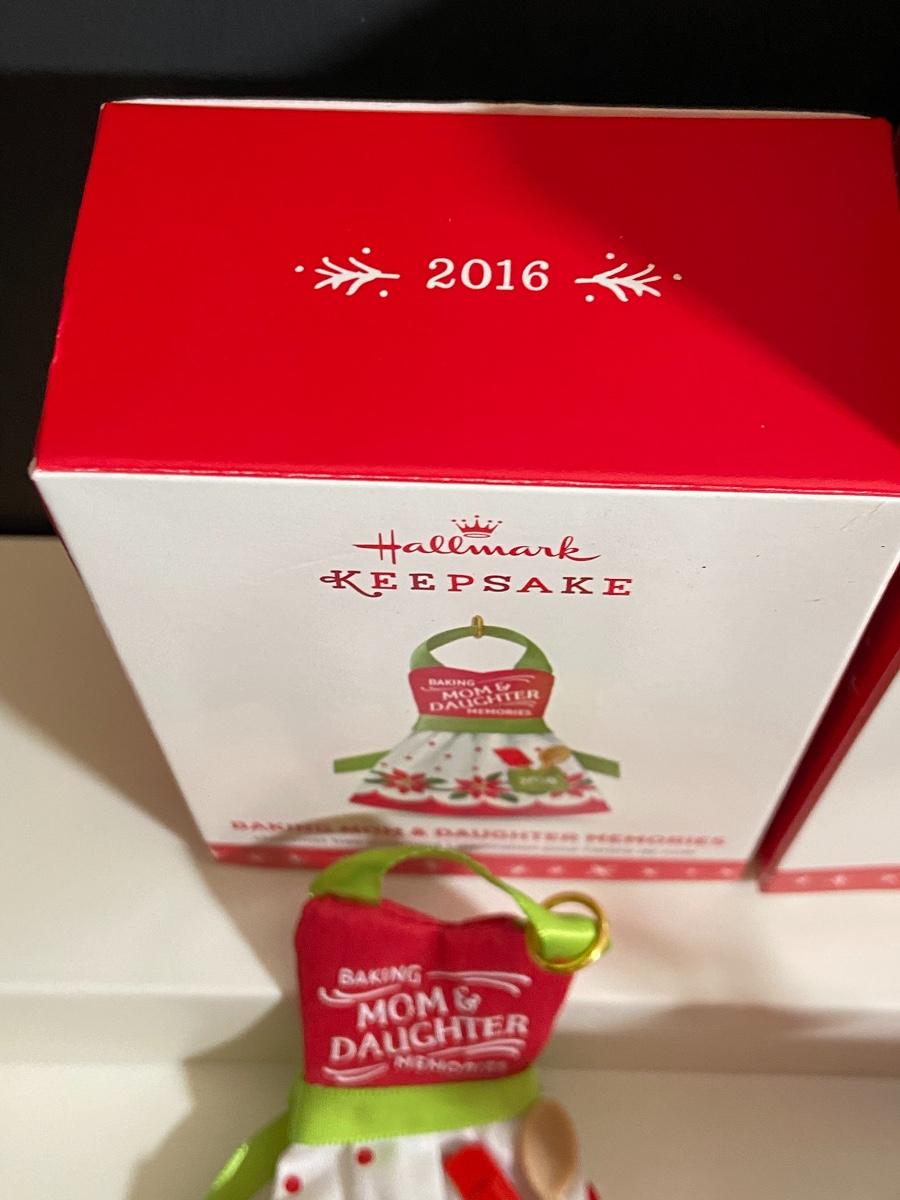 2016
Hallmark
KEEPSAKE
BAKING
MOM &
DAUGHTER
MEMORIES
BAKING MOM & DAUGHTER MEMORIES
BAKING
MOM &
DAUGHTER
MEMORIES